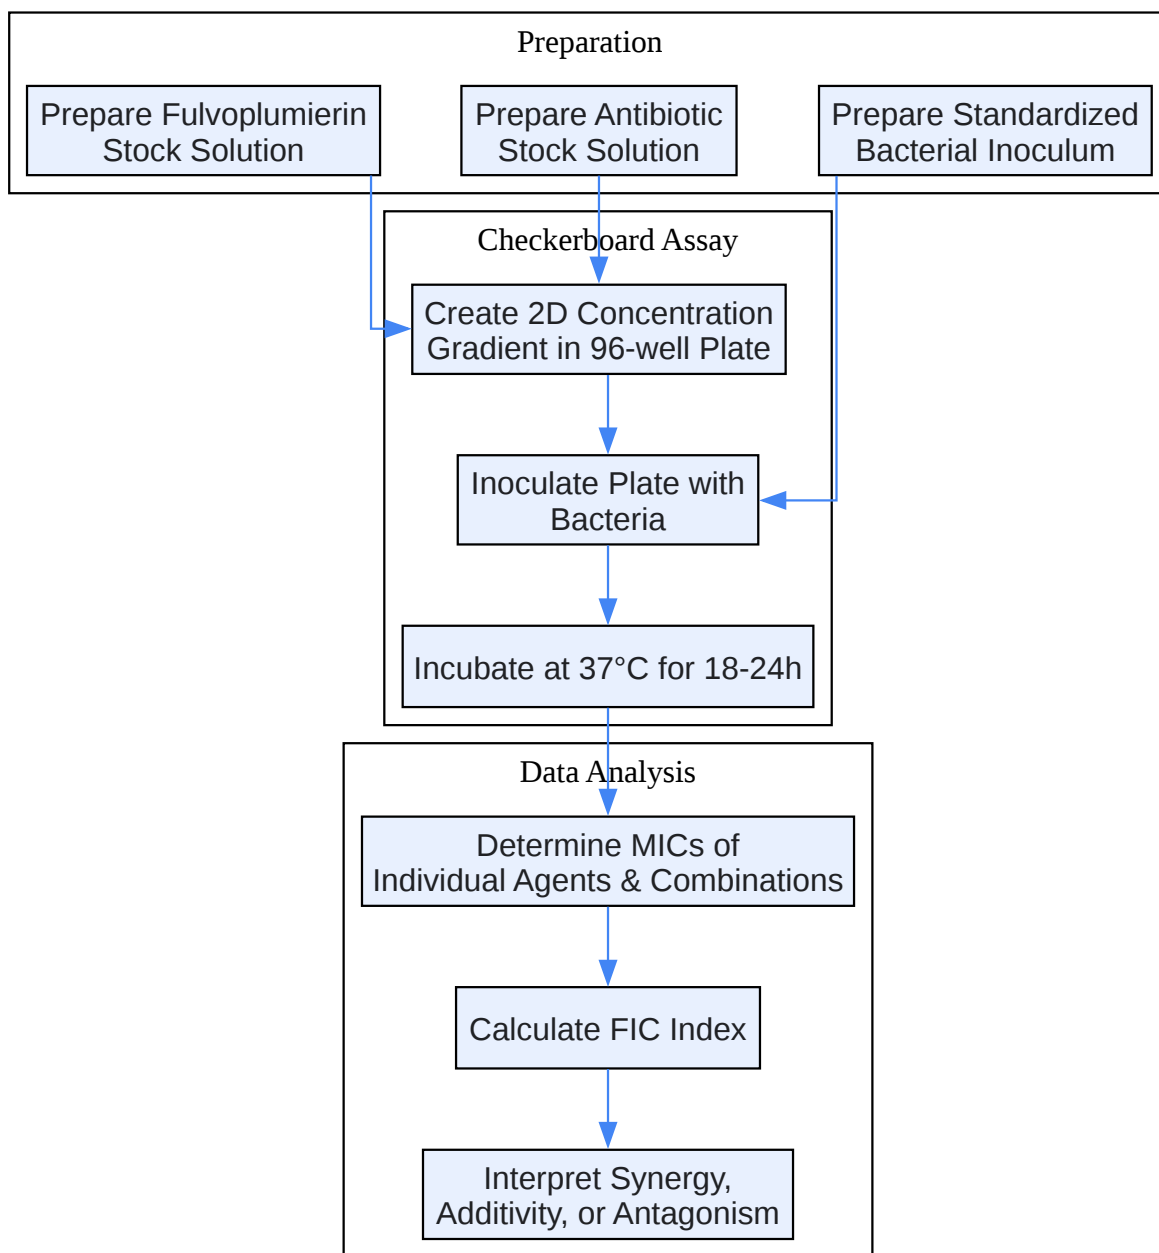 Preparation
Prepare Fulvoplumierin
Stock Solution
Prepare Antibiotic
Stock Solution
Prepare Standardized
Bacterial Inoculum
Checkerboard Assay
Create 2D Concentration
Gradient in 96-well Plate
Inoculate Plate with
Bacteria
Incubate at 37°C for 18-24h
Data Analysis
Determine MICs of
Individual Agents & Combinations
Calculate FIC Index
Interpret Synergy,
Additivity, or Antagonism